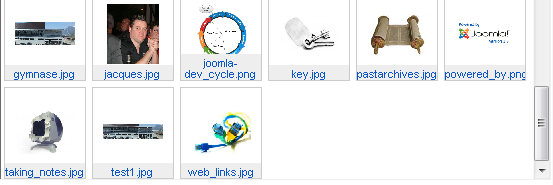 Powered by
Joomla!
gymnase.jpg
jacques.jpg
joomla-
dev_cycle.png
key.jpg
pastarchives.jpg
powered_by.png
taking_notes.jpg
test1.jpg
web_links.jpg